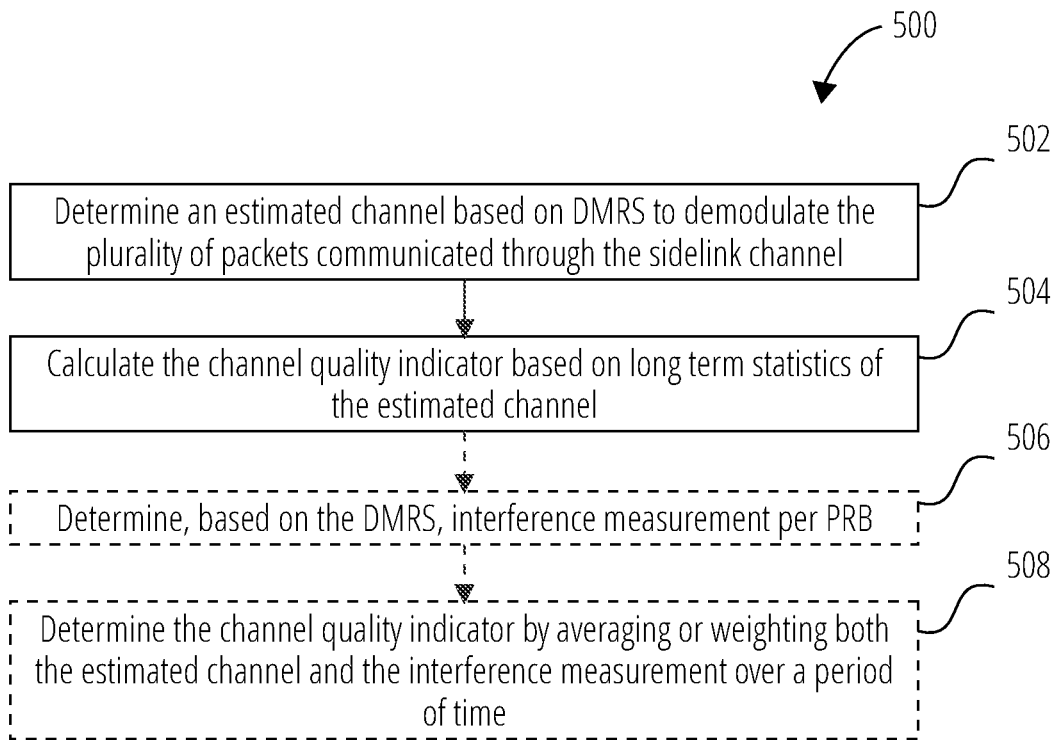 500
502
Determine an estimated channel based on DMRS to demodulate the
plurality of packets communicated through the sidelink channel
504
Calculate the channel quality indicator based on long term statistics of
the estimated channel
506
Determine, based on the DMRS, interference measurement per PRB
508
Determine the channel quality indicator by averaging or weighting both
the estimated channel and the interference measurement over a period
of time